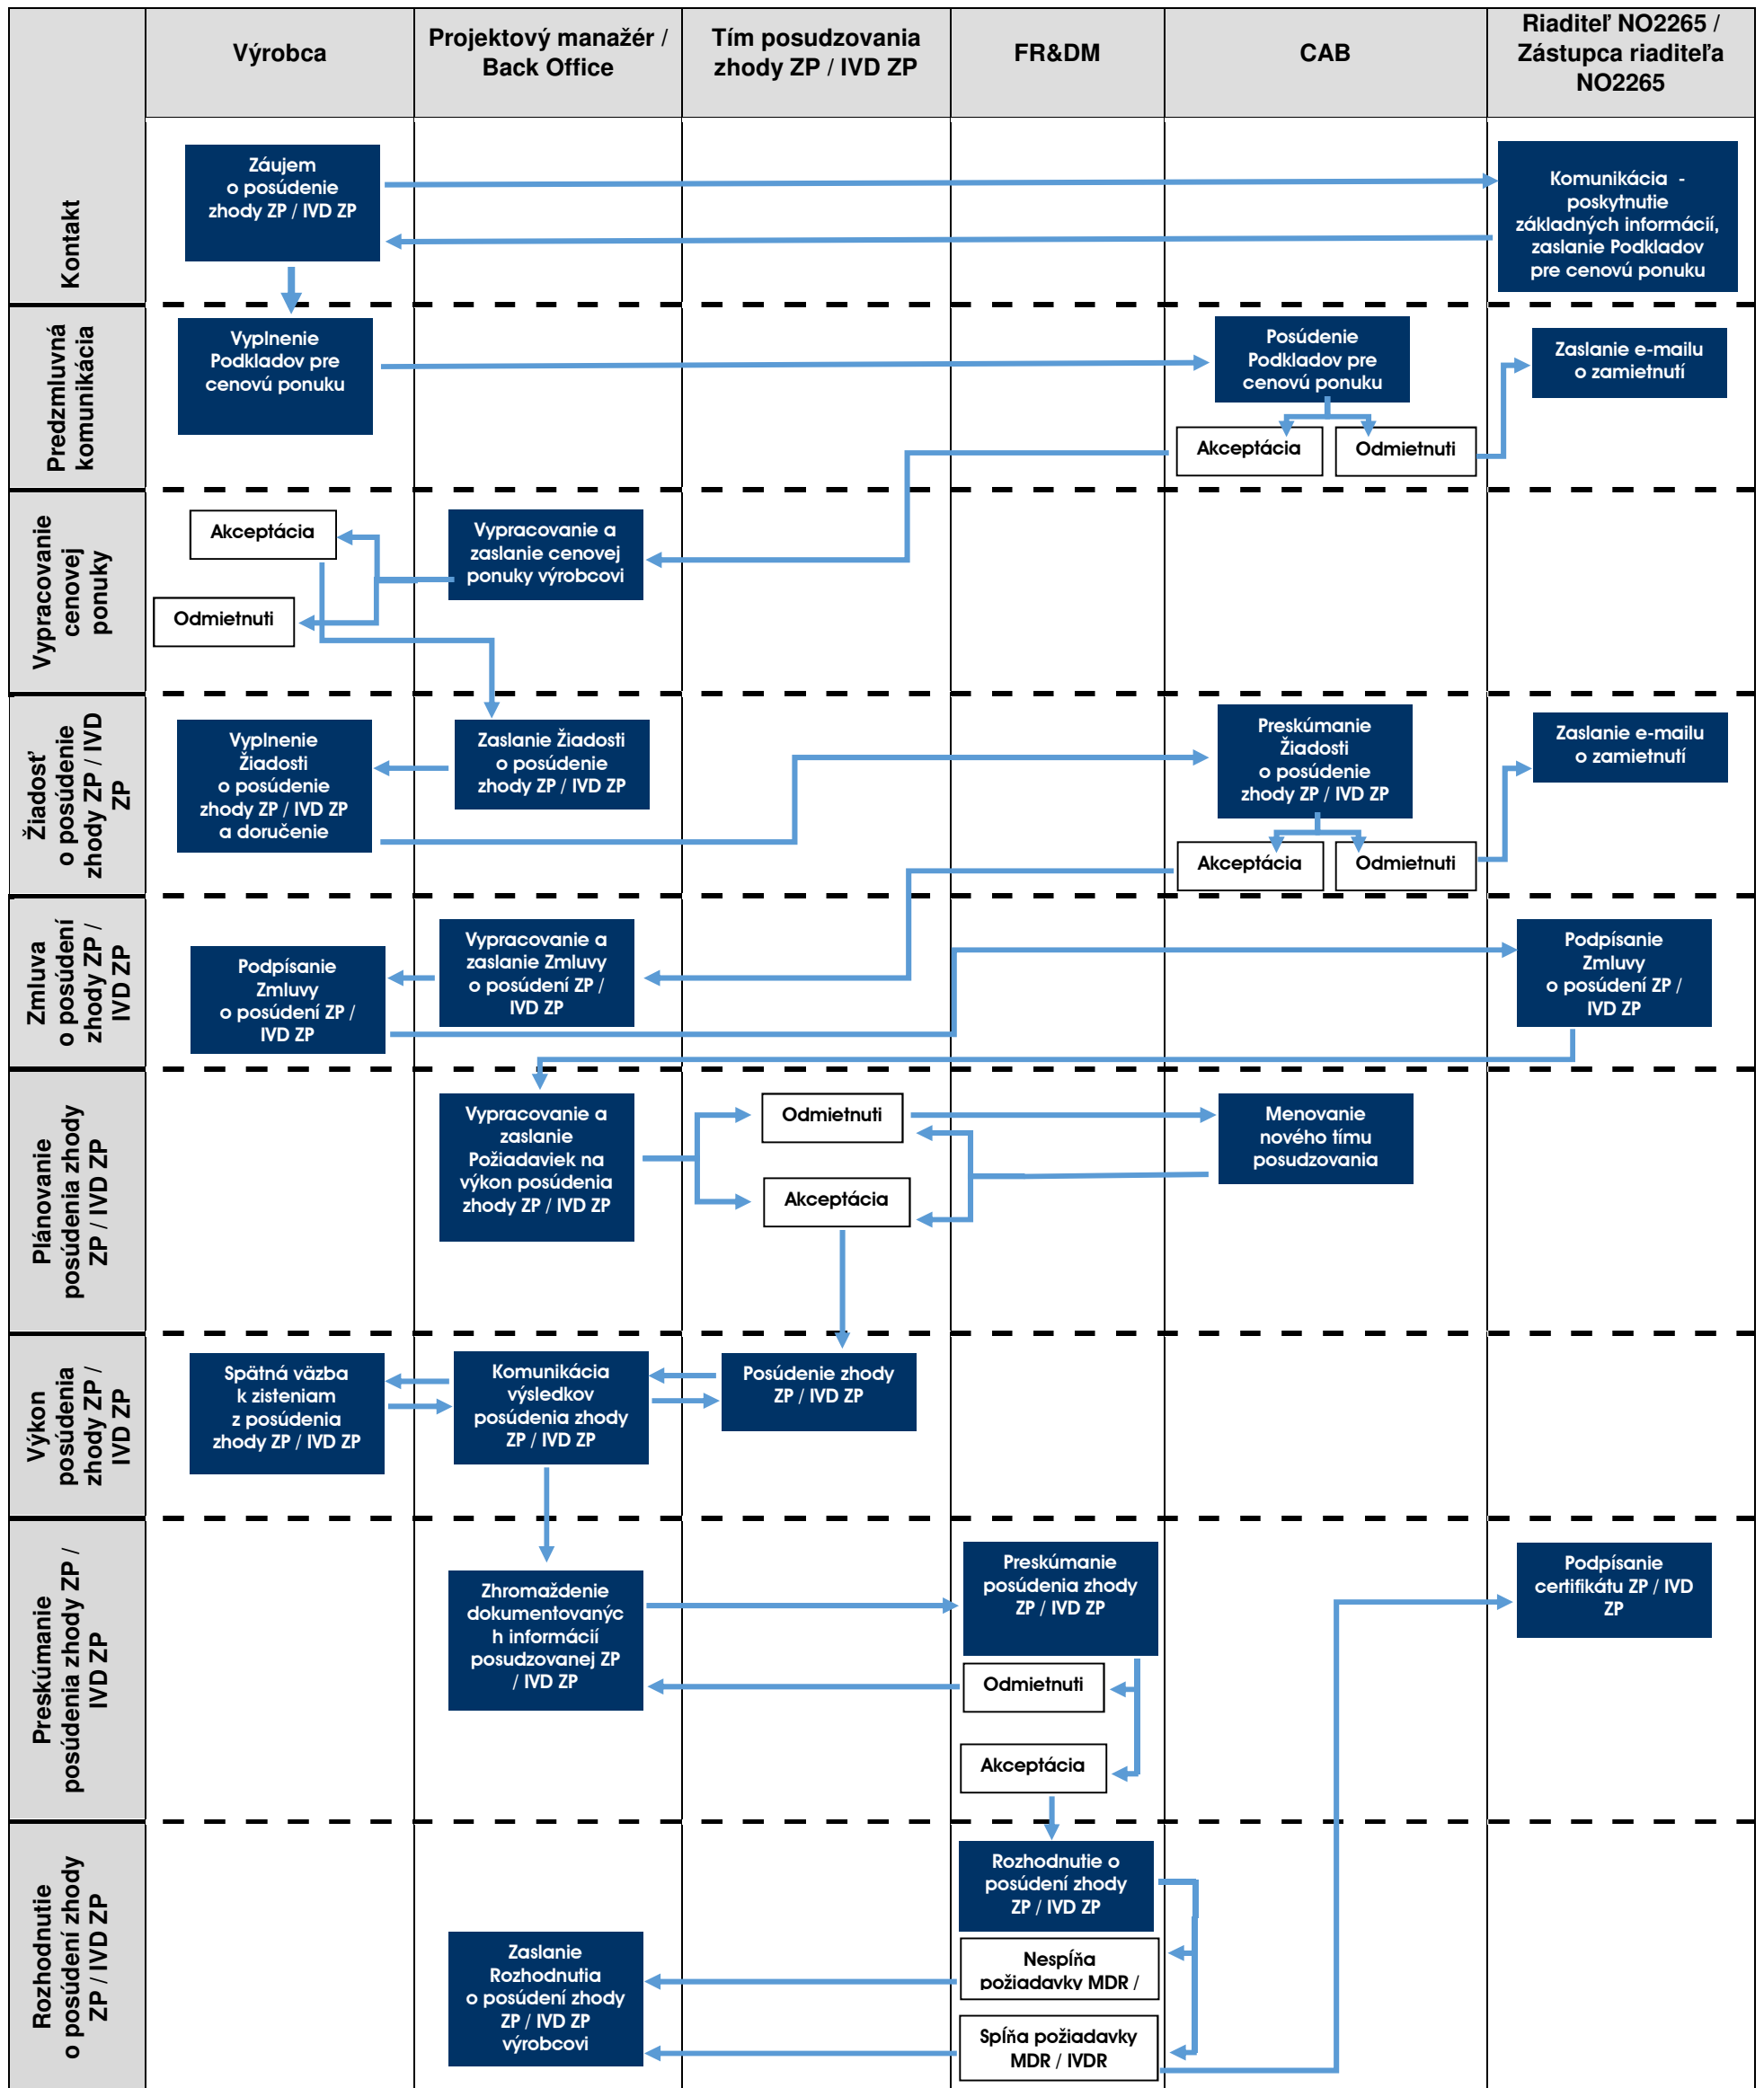 Výrobca
Projektový manažér /
Back Office
Tím posudzovania
zhody ZP / IVD ZP
FR&DM
CAB
Riaditeľ NO2265 /
Zástupca riaditeľa
NO2265
Kontakt
Záujem
o posúdenie
zhody ZP / IVD ZP
Komunikácia -
poskytnutie
základných informácií,
zaslanie Podkladov
pre cenovú ponuku
Predzmluvná
komunikácia
Vyplnenie
Podkladov pre
cenovú ponuku
Posúdenie
Podkladov pre
cenovú ponuku
Akceptácia
Odmietnuti
Zaslanie e-mailu
o zamietnutí
Vypracovanie
cenovej
ponuky
Akceptácia
Odmietnuti
Vypracovanie a
zaslanie cenovej
ponuky výrobcovi
Žiadosť
o posúdenie
zhody ZP / IVD
ZP
Vyplnenie
Žiadosti
o posúdenie
zhody ZP / IVD ZP
a doručenie
Zaslanie Žiadosti
o posúdenie
zhody ZP / IVD ZP
Preskúmanie
Žiadosti
o posúdenie
zhody ZP / IVD ZP
Akceptácia
Odmietnuti
Zaslanie e-mailu
o zamietnutí
Zmluva
o posúdení
zhody ZP /
IVD ZP
Podpísanie
Zmluvy
o posúdení ZP /
IVD ZP
Vypracovanie a
zaslanie Zmluvy
o posúdení ZP /
IVD ZP
Podpísanie
Zmluvy
o posúdení ZP /
IVD ZP
Plánovanie
posúdenia zhody
ZP / IVD ZP
Vypracovanie a
zaslanie
Požiadaviek na
výkon posúdenia
zhody ZP / IVD ZP
Odmietnuti
Akceptácia
Menovanie
nového tímu
posudzovania
Výkon
posúdenia
zhody ZP /
IVD ZP
Spätná väzba
k zisteniam
z posúdenia
zhody ZP / IVD ZP
Komunikácia
výsledkov
posúdenia zhody
ZP / IVD ZP
Posúdenie zhody
ZP / IVD ZP
Preskúmanie
posúdenia zhody ZP /
IVD ZP
Zhromaždenie
dokumentovanýc
h informácií
posudzovanej ZP
/ IVD ZP
Preskúmanie
posúdenia zhody
ZP / IVD ZP
Odmietnuti
Akceptácia
Podpísanie
certifikátu ZP / IVD
ZP
Rozhodnutie
o posúdení zhody
ZP / IVD ZP
Zaslanie
Rozhodnutia
o posúdení zhody
ZP / IVD ZP
výrobcovi
Rozhodnutie o
posúdení zhody
ZP / IVD ZP
Nespĺňa
požiadavky MDR /
Spĺňa požiadavky
MDR / IVDR